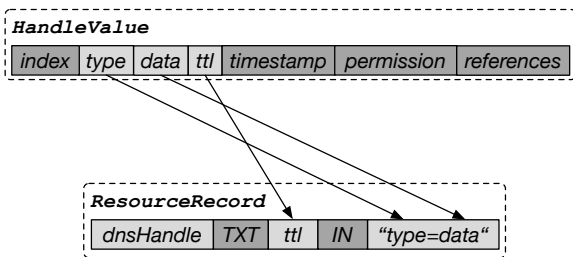 HandleValue
index type data ttl timestamp permission references
ResourceRecord
dnsHandle TXT ttl IN “type=data“